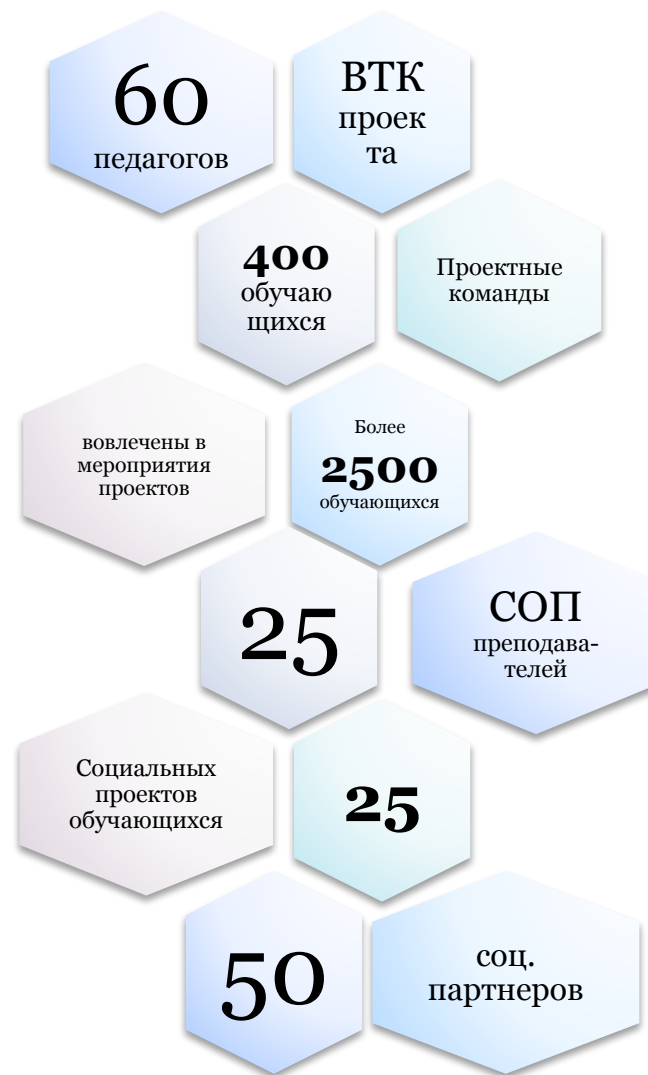 60
педагогов
ВТК
проек
та
400
обучаю
щихся
Проектные
команды
вовлечены в
мероприятия
проектов
Более
2500
обучающихся
25
СОП
преподава-
телей
Социальных
проектов
обучающихся
25
50
соц.
партнеров